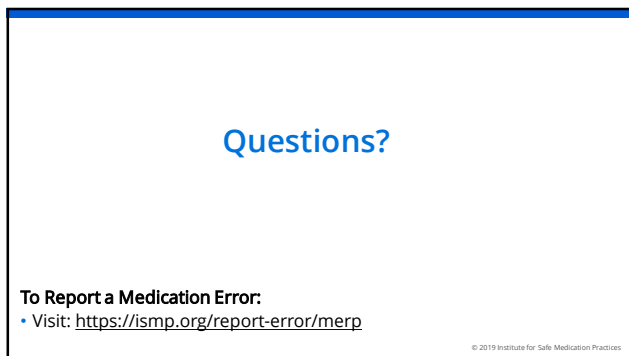 Questions?
To Report a Medication Error:
• Visit: https://ismp.org/report-error/merp
© 2019 Institute for Safe Medication Practices